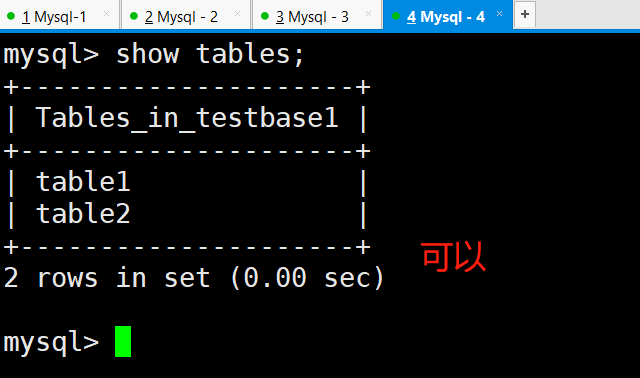 1 Mysql-1 × 2 Mysql - 2 × 3 Mysql - 3 × 4 Mysql - 4 × +
mysql> show tables;
+---------------------+
| Tables_in_testbase1 |
+---------------------+
| table1              |
| table2              |
+---------------------+
可以
2 rows in set (0.00 sec)
mysql>